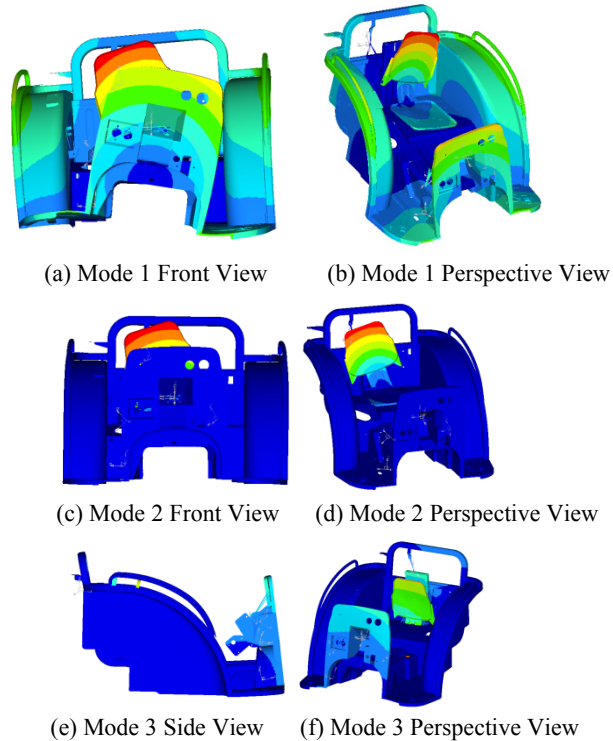 (a) Mode 1 Front View
(b) Mode 1 Perspective View
(c) Mode 2 Front View
(d) Mode 2 Perspective View
(e) Mode 3 Side View
(f) Mode 3 Perspective View